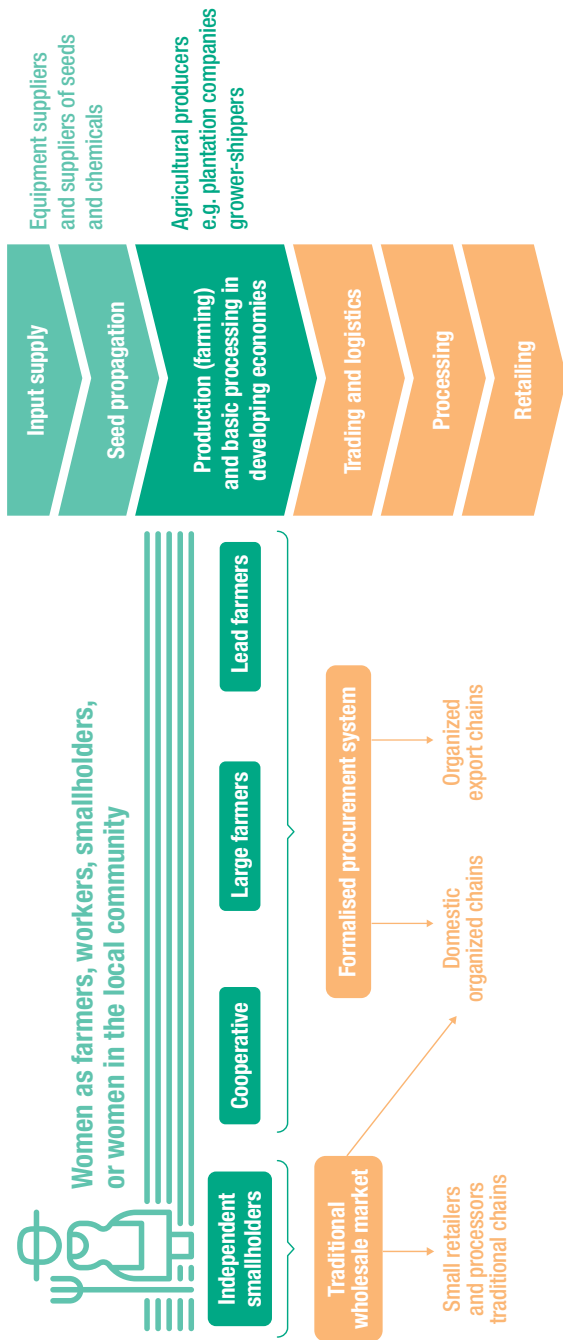 Women as farmers, workers, smallholders,
or women in the local community
Independent
smallholders
Cooperative
Large farmers
Lead farmers
Traditional
wholesale market
Formalised procurement system
Small retailers
and processors
traditional chains
Domestic
organized chains
Organized
export chains
Input supply
Seed propagation
Production (farming)
and basic processing in
developing economies
Trading and logistics
Processing
Retailing
Equipment suppliers
and suppliers of seeds
and chemicals
Agricultural producers
e.g. plantation companies
grower-shippers